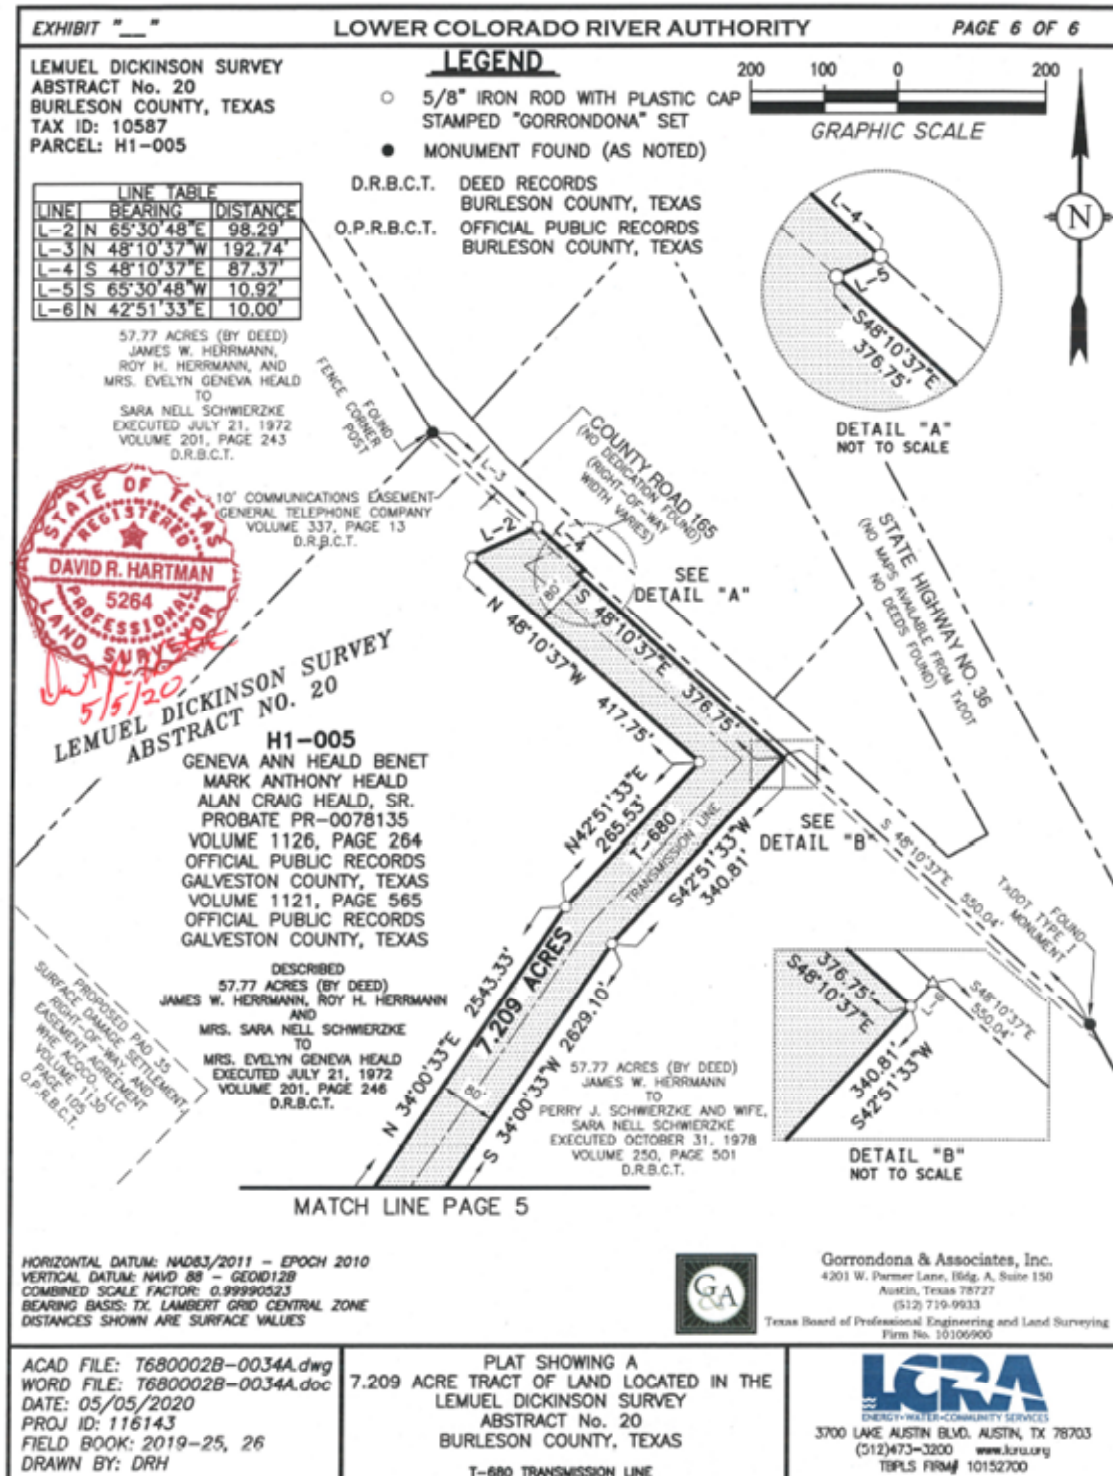 EXHIBIT "__"
LOWER COLORADO RIVER AUTHORITY
PAGE 6 OF 6
LEMUEL DICKINSON SURVEY
ABSTRACT No. 20
BURLESON COUNTY, TEXAS
TAX ID: 10587
PARCEL: H1-005
LEGEND
5/8" IRON ROD WITH PLASTIC CAP
STAMPED "GORRONDONA" SET
MONUMENT FOUND (AS NOTED)
D.R.B.C.T. DEED RECORDS
BURLESON COUNTY, TEXAS
O.P.R.B.C.T. OFFICIAL PUBLIC RECORDS
BURLESON COUNTY, TEXAS
200 100 0 200
GRAPHIC SCALE
N
LINE TABLE
LINE BEARING DISTANCE
L-2 N 65°30'48"E 98.29'
L-3 N 48°10'37"W 192.74'
L-4 S 48°10'37"E 87.37'
L-5 S 65°30'48"W 10.92'
L-6 N 42°51'33"E 10.00'
57.77 ACRES (BY DEED)
JAMES W. HERRMANN,
ROY H. HERRMANN, AND
MRS. EVELYN GENEVA HEALD
TO
SARA NELL SCHWIERZKE
EXECUTED JULY 21, 1972
VOLUME 201, PAGE 243
D.R.B.C.T.
FOUND
FENCE CORNER
POST
L-4
L-5
S48°10'37"E
376.75'
DETAIL "A"
NOT TO SCALE
10' COMMUNICATIONS EASEMENT
GENERAL TELEPHONE COMPANY
VOLUME 337, PAGE 13
D.R.B.C.T.
COUNTY ROAD 165
(NO DEDICATION FOUND)
(RIGHT-OF-WAY
WIDTH VARIES)
STATE HIGHWAY NO. 36
(NO MAPS AVAILABLE FROM TxDOT
NO DEEDS FOUND)
STATE OF TEXAS
REGISTERED
DAVID R. HARTMAN
5264
PROFESSIONAL
LAND SURVEYOR
5/5/20
L-3
L-2
L-4
80'
SEE
DETAIL "A"
S 48°10'37"E 376.75'
N 48°10'37"W 417.75'
LEMUEL DICKINSON SURVEY
ABSTRACT NO. 20
H1-005
GENEVA ANN HEALD BENET
MARK ANTHONY HEALD
ALAN CRAIG HEALD, SR.
PROBATE PR-0078135
VOLUME 1126, PAGE 264
OFFICIAL PUBLIC RECORDS
GALVESTON COUNTY, TEXAS
VOLUME 1121, PAGE 565
OFFICIAL PUBLIC RECORDS
GALVESTON COUNTY, TEXAS
DESCRIBED
57.77 ACRES (BY DEED)
JAMES W. HERRMANN, ROY H. HERRMANN
AND
MRS. SARA NELL SCHWIERZKE
TO
MRS. EVELYN GENEVA HEALD
EXECUTED JULY 21, 1972
VOLUME 201, PAGE 246
D.R.B.C.T.
N42°51'33"E
265.53'
T-680
TRANSMISSION LINE
S42°51'33"W
340.81'
SEE
DETAIL "B"
S 48°10'37"E 550.04'
FOUND
TxDOT TYPE I
MONUMENT
7.209 ACRES
N 34°00'33"E 2543.33'
S 34°00'33"W 2629.10'
80'
PROPOSED PAD 35
SURFACE DAMAGE SETTLEMENT,
RIGHT-OF-WAY, AND
EASEMENT AGREEMENT
WHE ACOCO, LLC
VOLUME 1130
PAGE 105
O.P.R.B.C.T.
57.77 ACRES (BY DEED)
JAMES W. HERRMANN
TO
PERRY J. SCHWIERZKE AND WIFE,
SARA NELL SCHWIERZKE
EXECUTED OCTOBER 31, 1978
VOLUME 250, PAGE 501
D.R.B.C.T.
376.75'
S48°10'37"E
L-6
S48°10'37"E
550.04'
340.81'
S42°51'33"W
DETAIL "B"
NOT TO SCALE
MATCH LINE PAGE 5
HORIZONTAL DATUM: NAD83/2011 - EPOCH 2010
VERTICAL DATUM: NAVD 88 - GEOID12B
COMBINED SCALE FACTOR: 0.99990523
BEARING BASIS: TX. LAMBERT GRID CENTRAL ZONE
DISTANCES SHOWN ARE SURFACE VALUES
G&A
Gorrondona & Associates, Inc.
4201 W. Parmer Lane, Bldg. A, Suite 150
Austin, Texas 78727
(512) 719-9933
Texas Board of Professional Engineering and Land Surveying
Firm No. 10106900
ACAD FILE: T680002B-0034A.dwg
WORD FILE: T680002B-0034A.doc
DATE: 05/05/2020
PROJ ID: 116143
FIELD BOOK: 2019-25, 26
DRAWN BY: DRH
PLAT SHOWING A
7.209 ACRE TRACT OF LAND LOCATED IN THE
LEMUEL DICKINSON SURVEY
ABSTRACT No. 20
BURLESON COUNTY, TEXAS
T-680 TRANSMISSION LINE
LCRA
ENERGY•WATER•COMMUNITY SERVICES
3700 LAKE AUSTIN BLVD. AUSTIN, TX 78703
(512)473-3200 www.lcra.org
TBPLS FIRM# 10152700